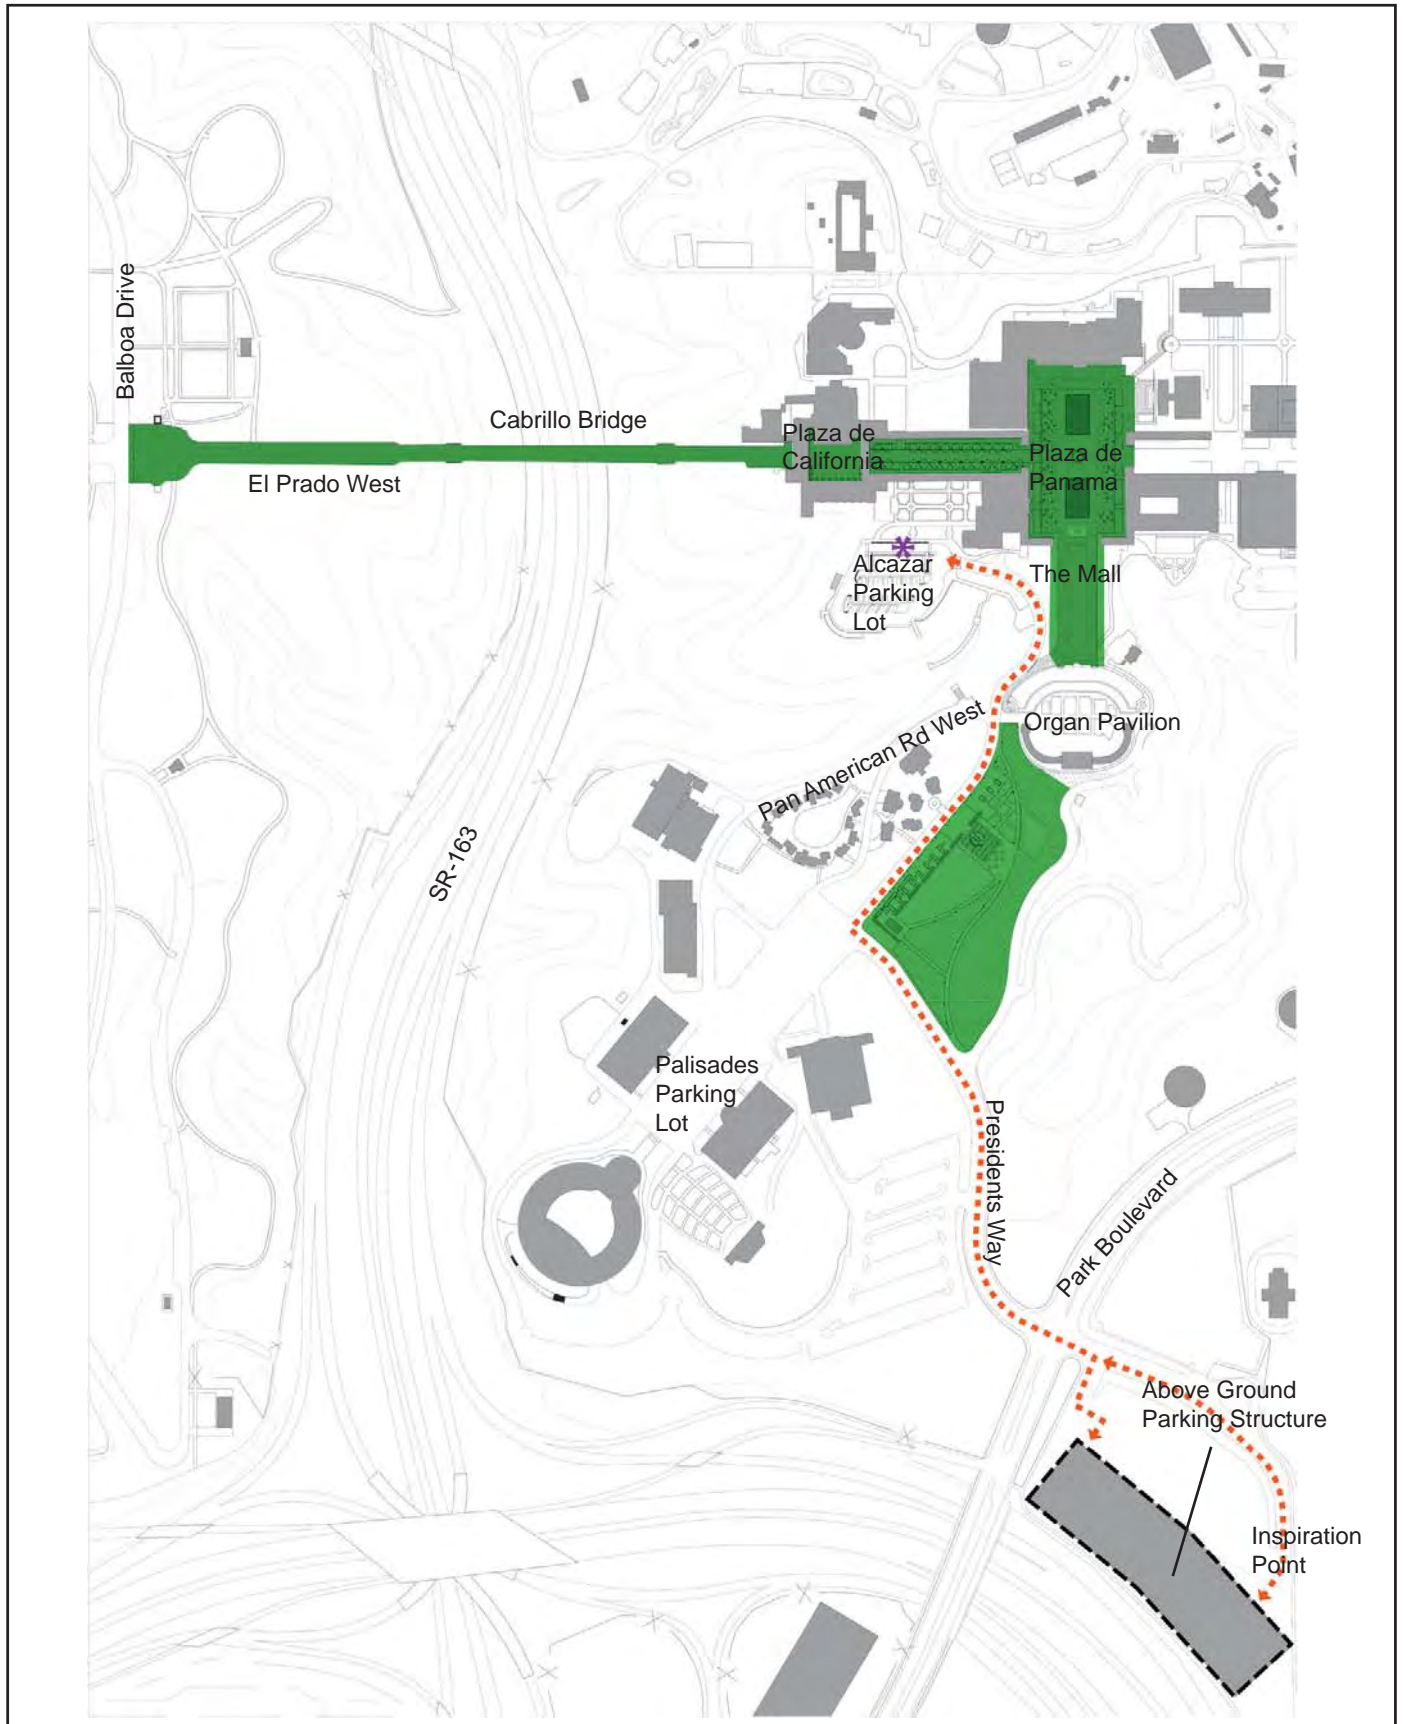 Balboa Drive
Cabrillo Bridge
El Prado West
Plaza de
California
Plaza de
Panama
Alcazar
Parking
Lot
The Mall
Organ Pavilion
Pan American Rd West
SR-163
Palisades
Parking
Lot
Presidents Way
Park Boulevard
Above Ground
Parking Structure
Inspiration
Point